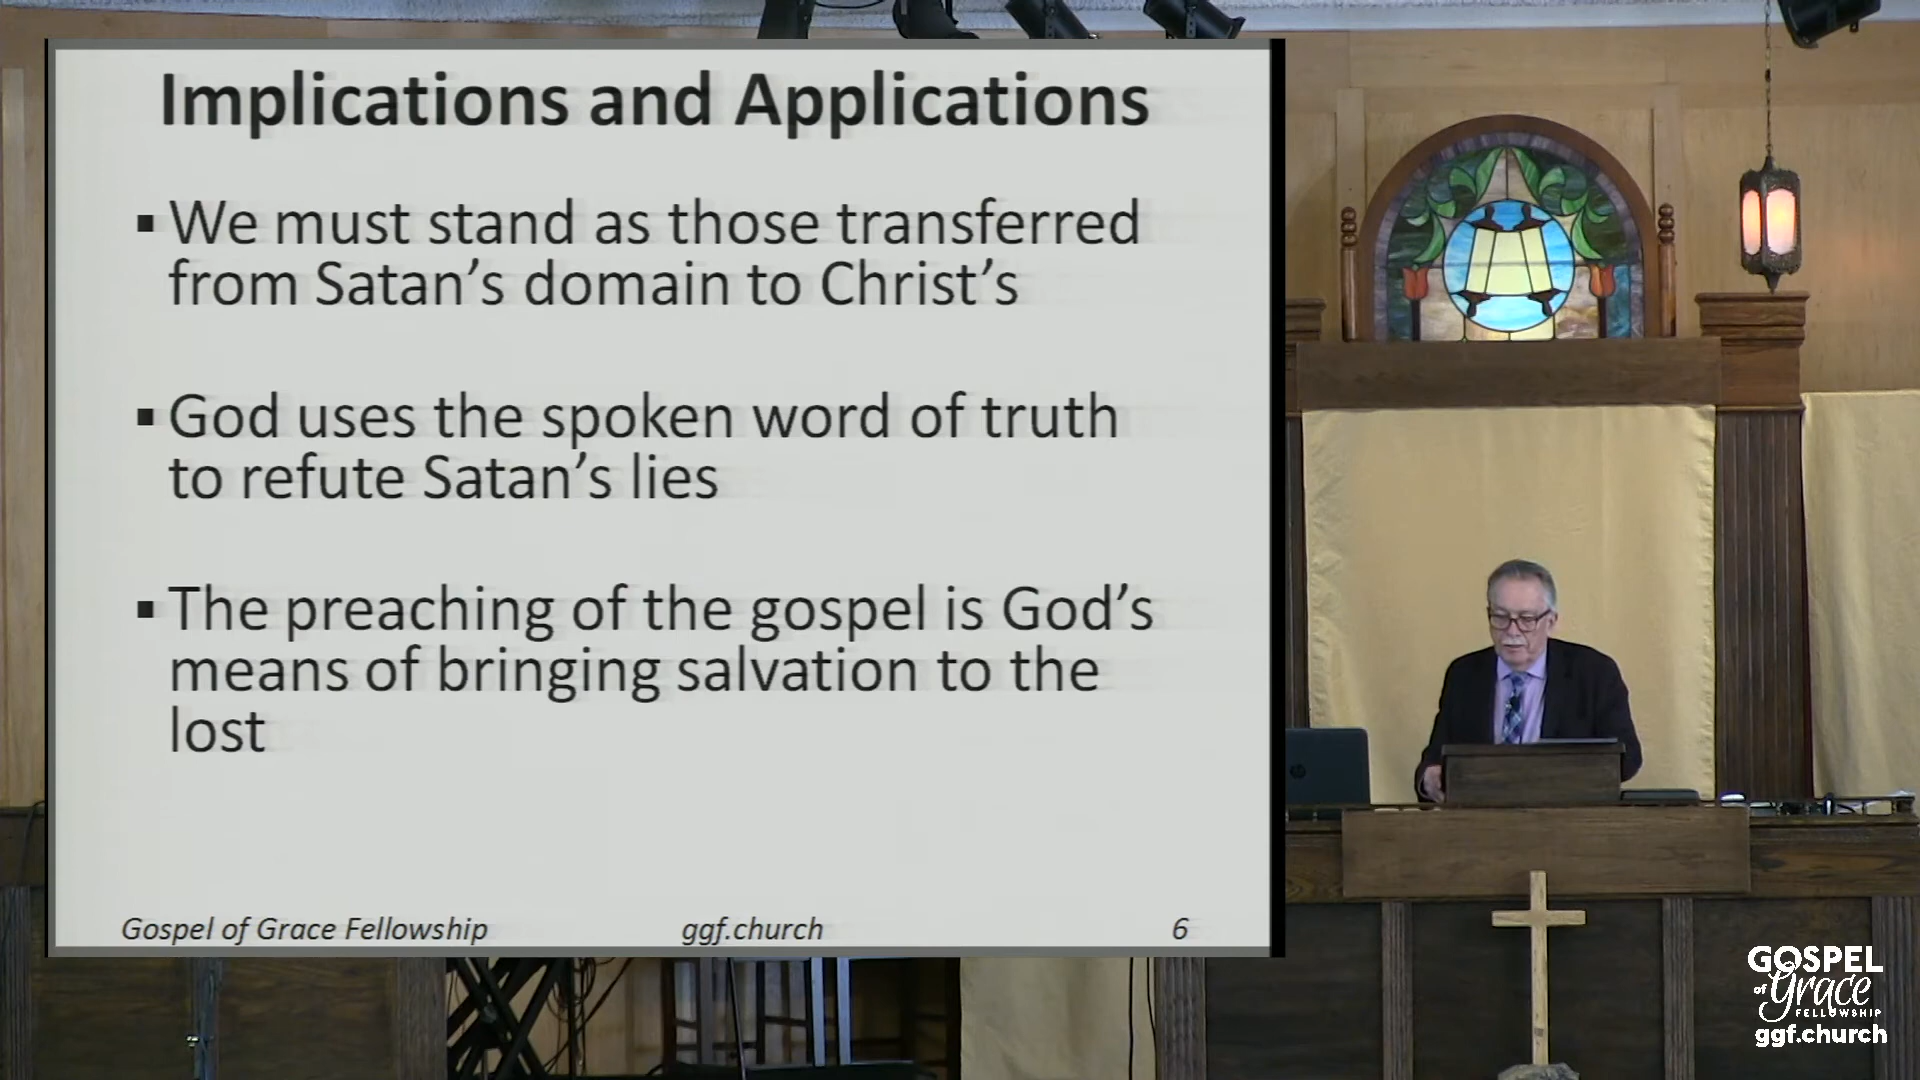 Implications and Applications
▪ We must stand as those transferred
from Satan's domain to Christ's
▪ God uses the spoken word of truth
to refute Satan's lies
▪ The preaching of the gospel is God's
means of bringing salvation to the
lost
Gospel of Grace Fellowship ggf.church 6
GOSPEL
of Grace
FELLOWSHIP
ggf.church